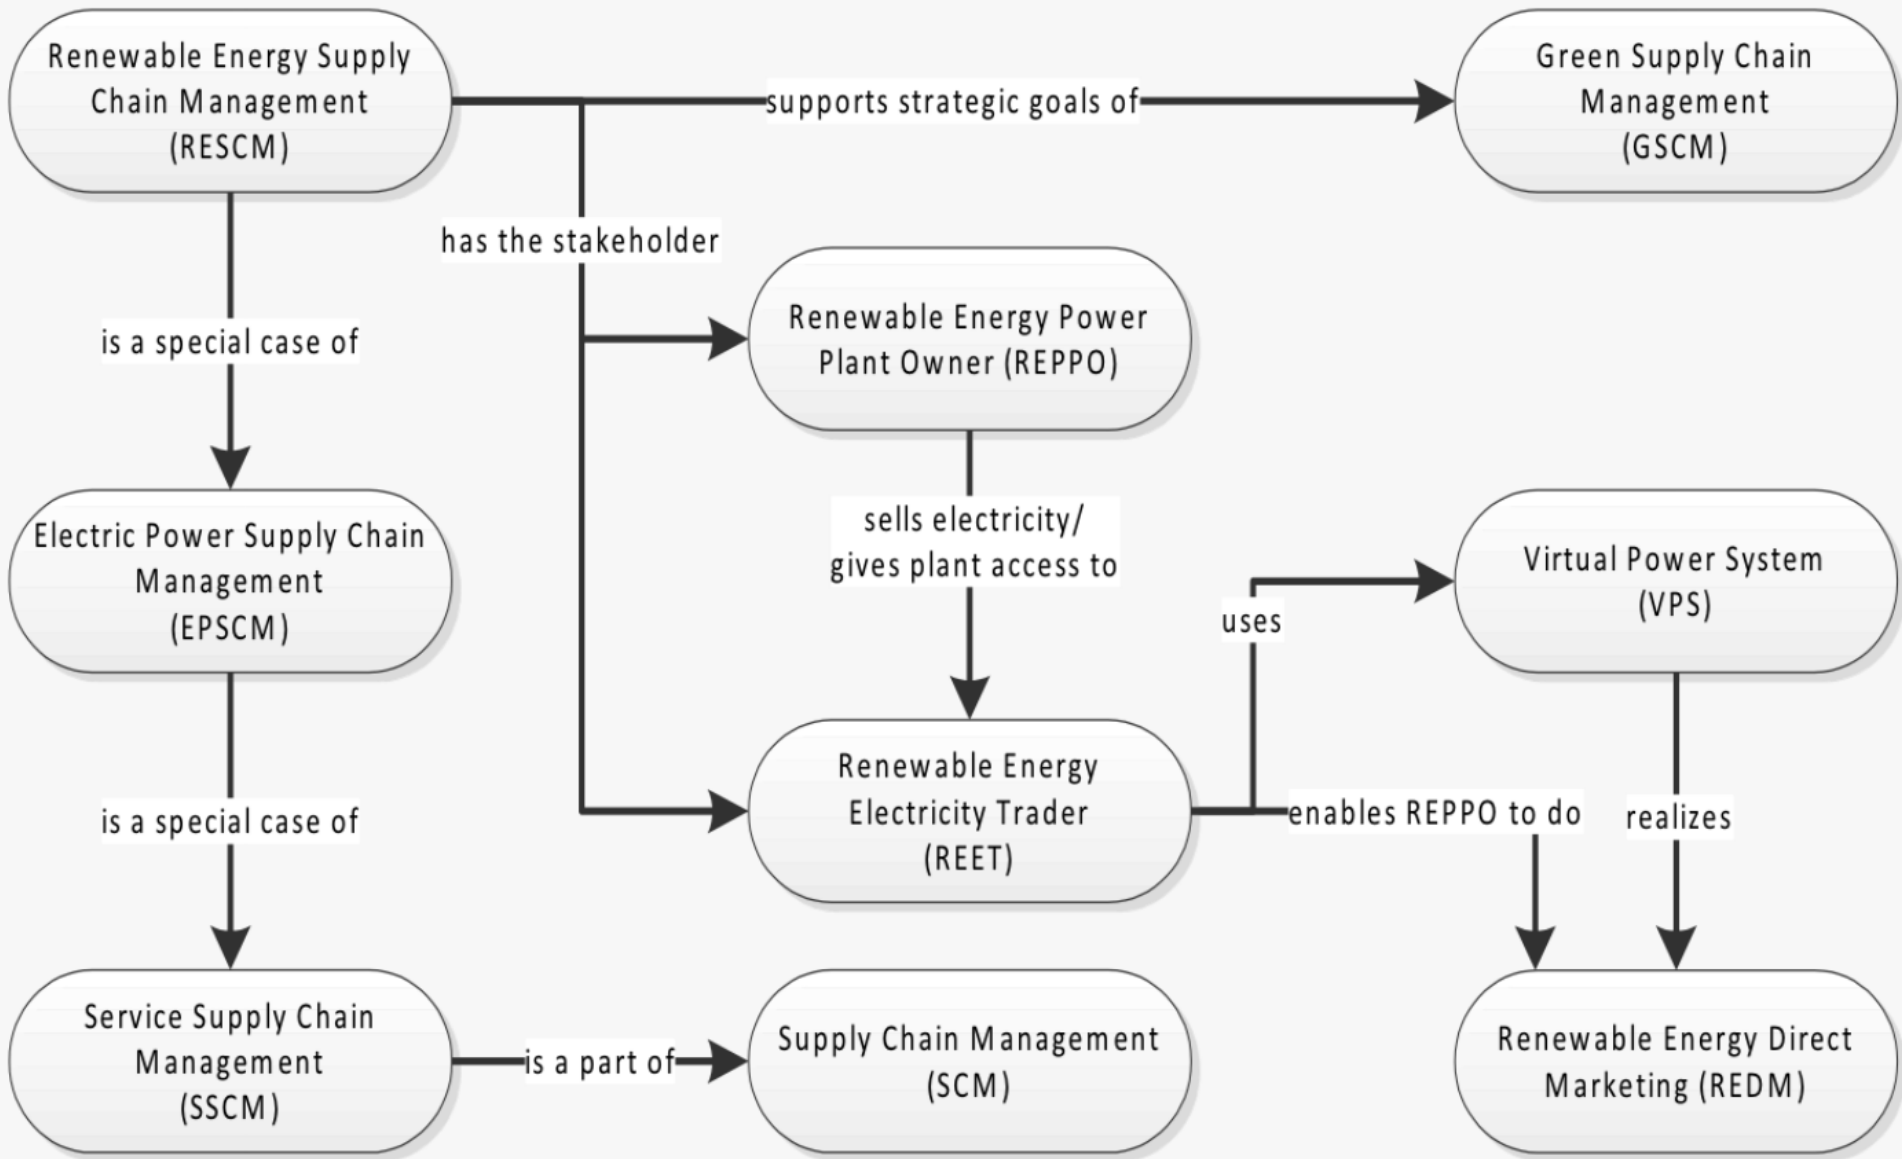 Renewable Energy Supply
Chain Management
(RESCM)
supports strategic goals of
Green Supply Chain
Management
(GSCM)
has the stakeholder
Renewable Energy Power
Plant Owner (REPPO)
is a special case of
Electric Power Supply Chain
Management
(EPSCM)
sells electricity/
gives plant access to
Virtual Power System
(VPS)
uses
Renewable Energy
Electricity Trader
(REET)
enables REPPO to do
realizes
is a special case of
Service Supply Chain
Management
(SSCM)
is a part of
Supply Chain Management
(SCM)
Renewable Energy Direct
Marketing (REDM)